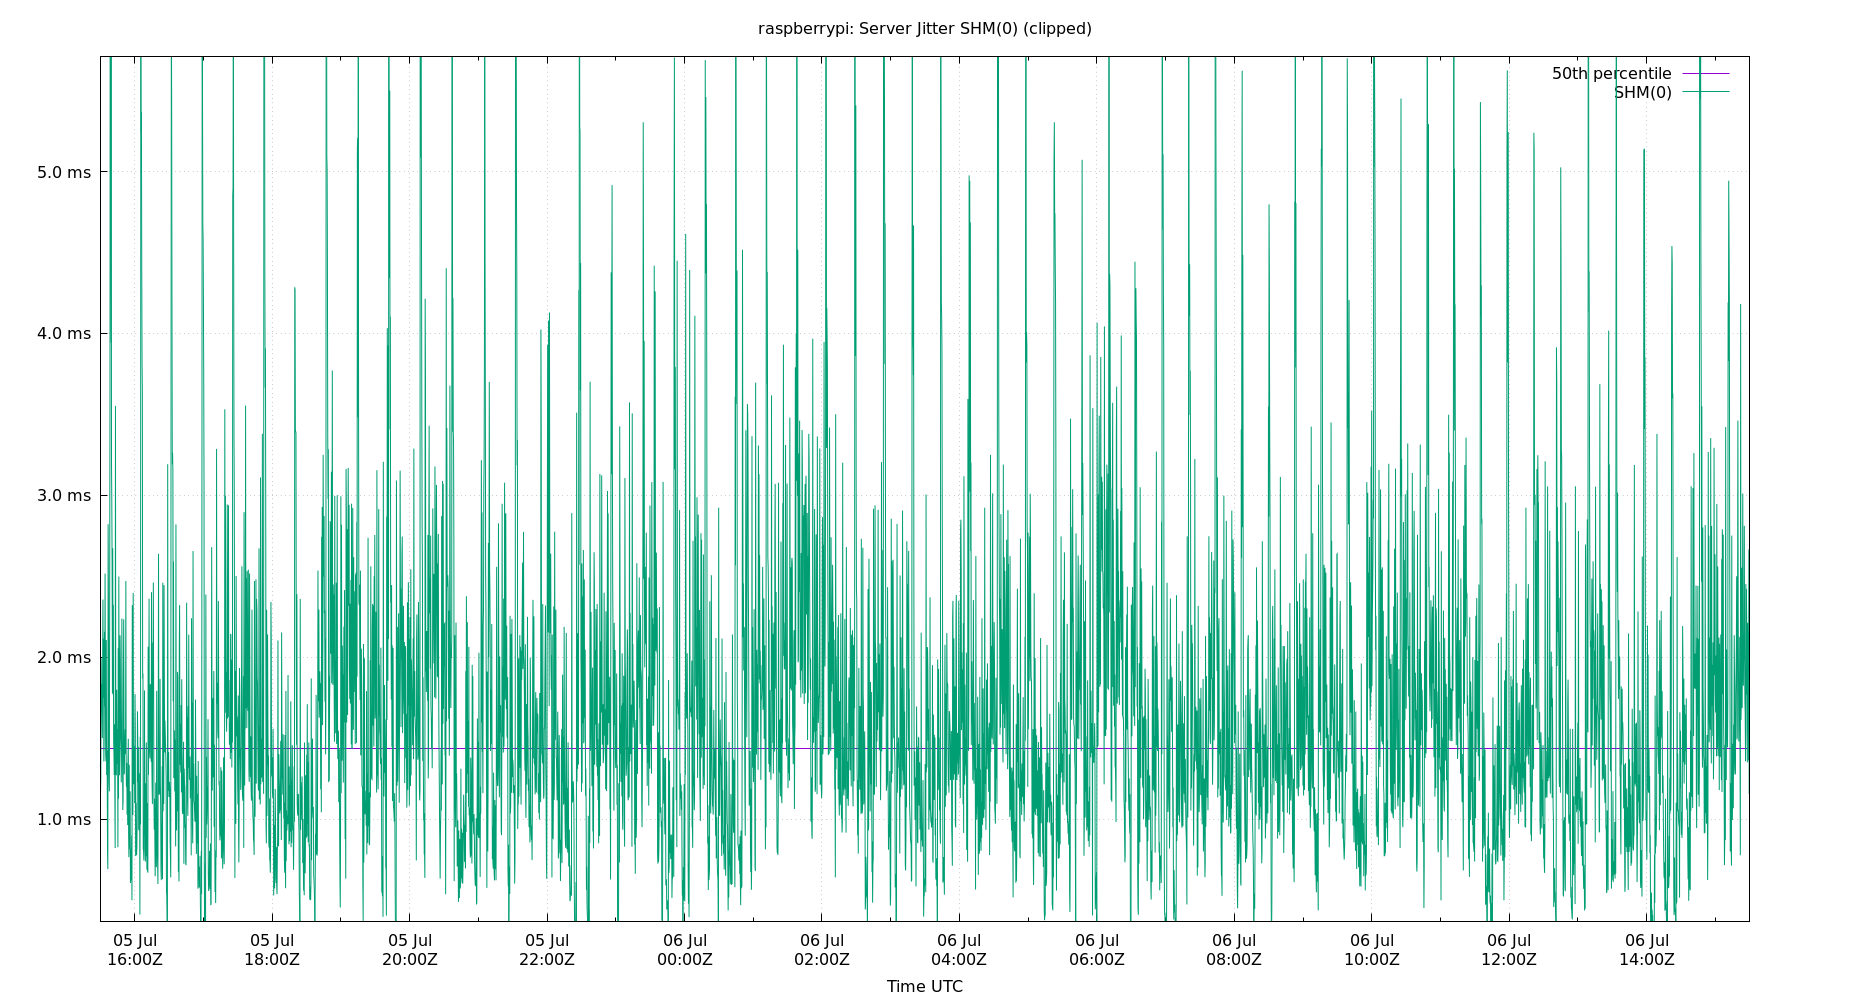 raspberrypi: Server Jitter SHM(0) (clipped)
50th percentile
SHM(0)
5.0 ms
4.0 ms
3.0 ms
2.0 ms
1.0 ms
05 Jul 05 Jul 05 Jul 05 Jul 06 Jul 06 Jul 06 Jul 06 Jul 06 Jul 06 Jul 06 Jul 06 Jul
16:00Z 18:00Z 20:00Z 22:00Z 00:00Z 02:00Z 04:00Z 06:00Z 08:00Z 10:00Z 12:00Z 14:00Z
Time UTC